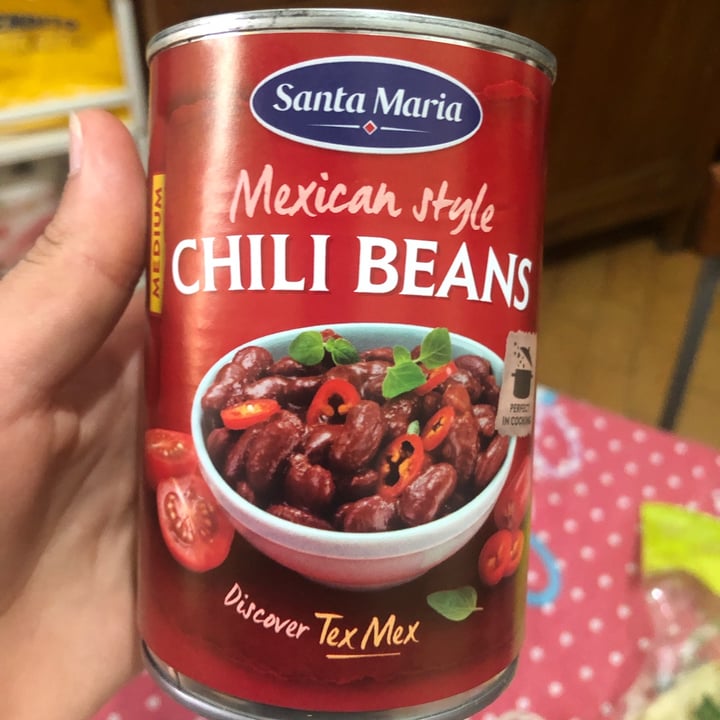 Santa Maria
Mexican style
CHILI BEANS
MEDIUM
PERFECT
IN COOKING
Discover Tex Mex